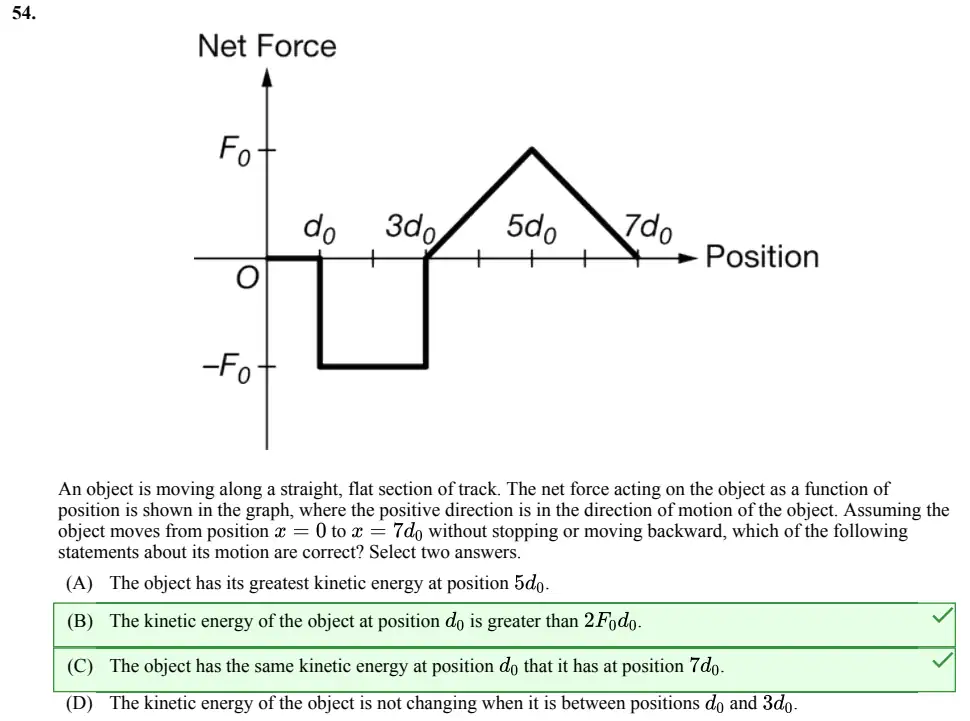 54.
Net Force
F₀
d₀ 3d₀ 5d₀ 7d₀
Position
O
–F₀
An object is moving along a straight, flat section of track. The net force acting on the object as a function of
position is shown in the graph, where the positive direction is in the direction of motion of the object. Assuming the
object moves from position x = 0 to x = 7d₀ without stopping or moving backward, which of the following
statements about its motion are correct? Select two answers.
(A) The object has its greatest kinetic energy at position 5d₀.
(B) The kinetic energy of the object at position d₀ is greater than 2F₀d₀.
(C) The object has the same kinetic energy at position d₀ that it has at position 7d₀.
(D) The kinetic energy of the object is not changing when it is between positions d₀ and 3d₀.